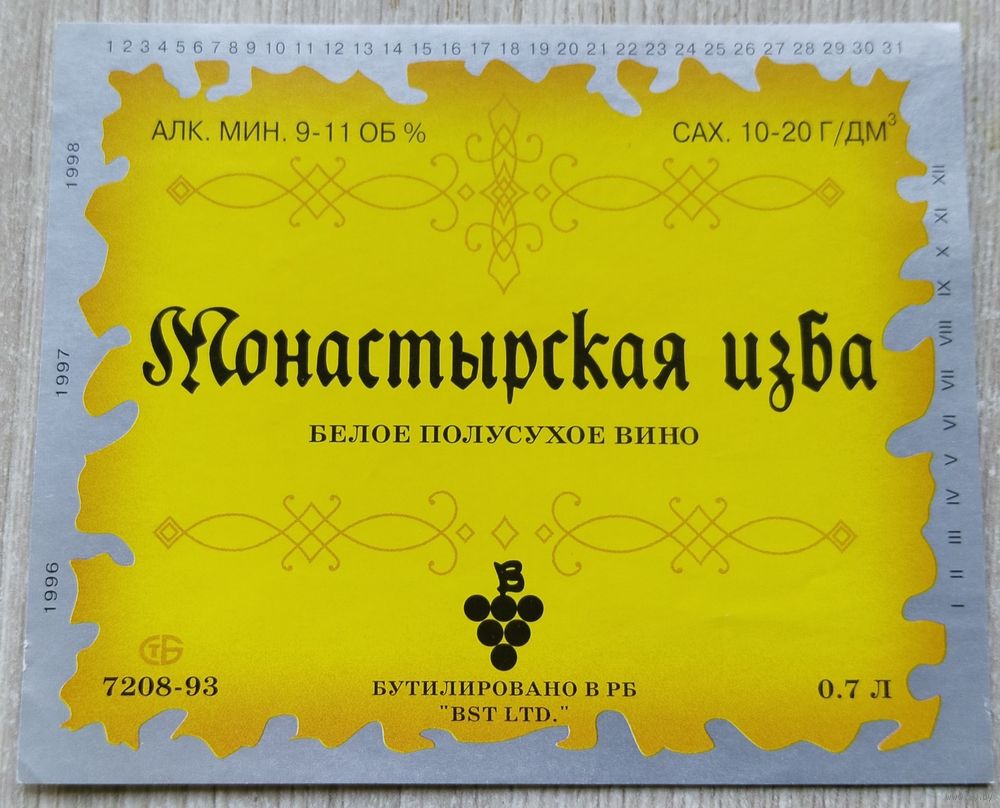 1 2 3 4 5 6 7 8 9 10 11 12 13 14 15 16 17 18 19 20 21 22 23 24 25 26 27 28 29 30 31
АЛК. МИН. 9-11 ОБ %
САХ. 10-20 Г/ДМ³
1998
1997
1996
XII
XI
X
IX
VIII
VII
VI
V
IV
III
II
I
Монастырская изба
БЕЛОЕ ПОЛУСУХОЕ ВИНО
В
СТБ
7208-93
БУТИЛИРОВАНО В РБ
"BST LTD."
0.7 Л